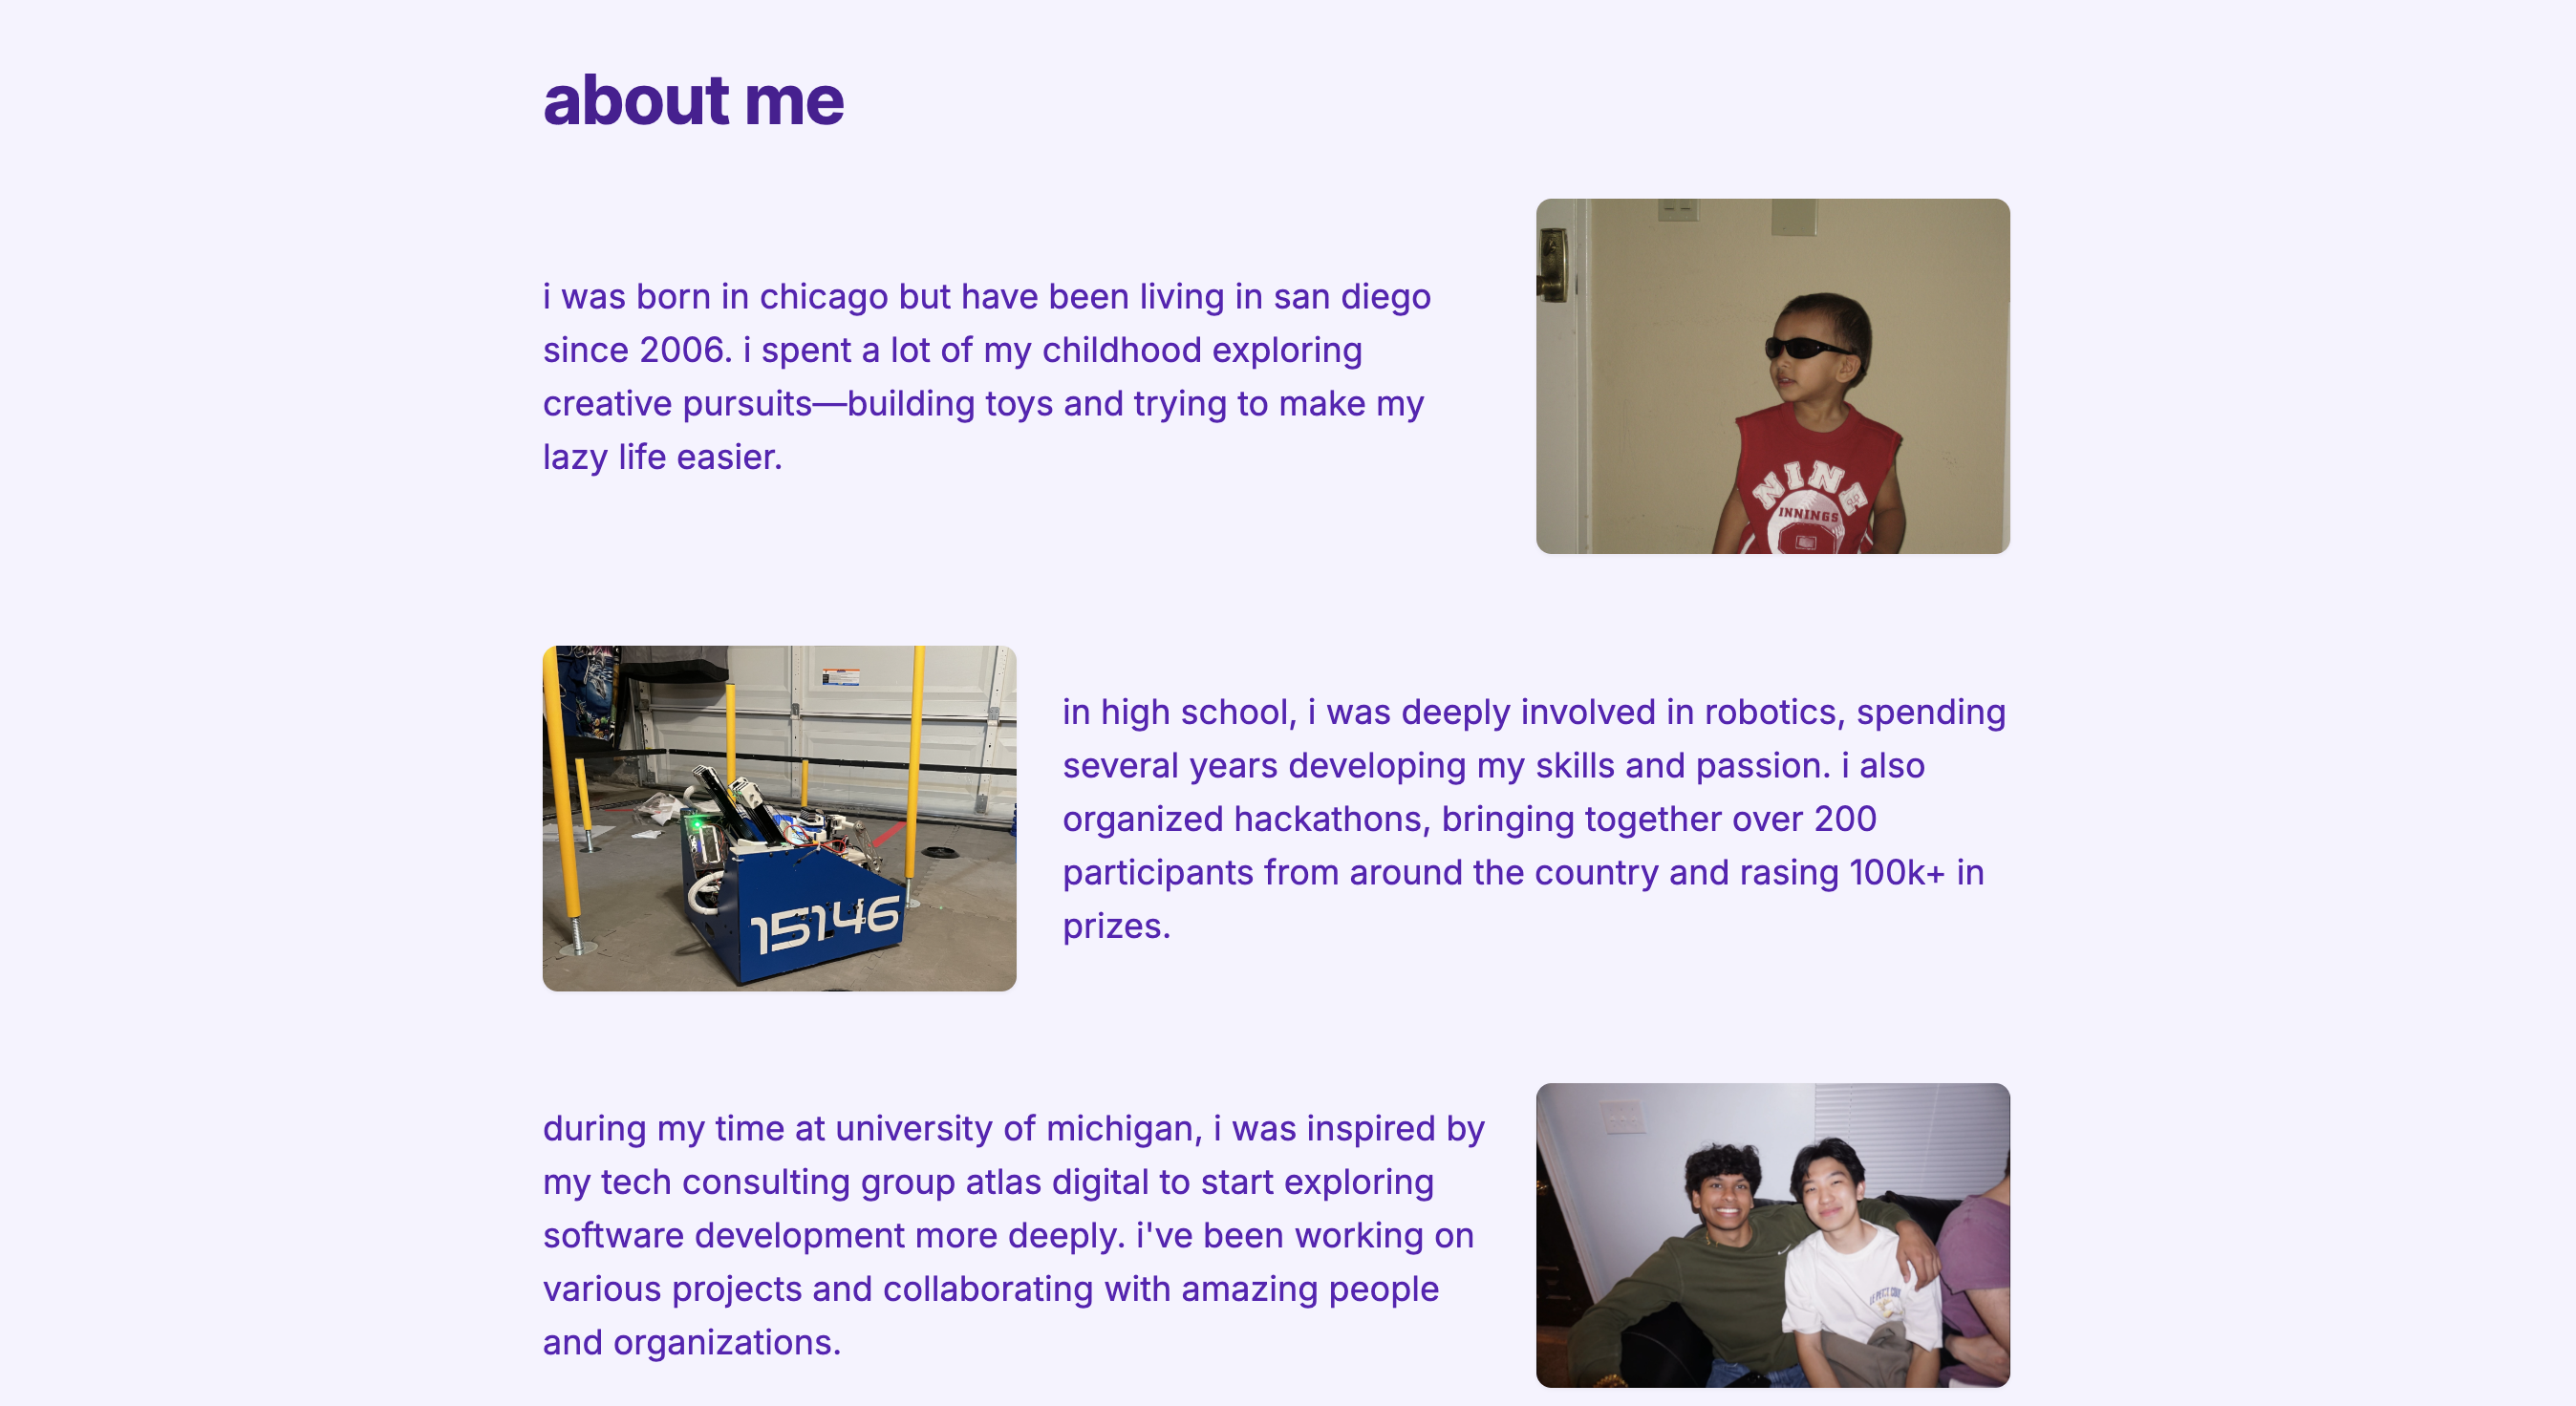 about me
i was born in chicago but have been living in san diego
since 2006. i spent a lot of my childhood exploring
creative pursuits—building toys and trying to make my
lazy life easier.
NINE
INNINGS
in high school, i was deeply involved in robotics, spending
several years developing my skills and passion. i also
organized hackathons, bringing together over 200
participants from around the country and rasing 100k+ in
prizes.
15146
during my time at university of michigan, i was inspired by
my tech consulting group atlas digital to start exploring
software development more deeply. i've been working on
various projects and collaborating with amazing people
and organizations.